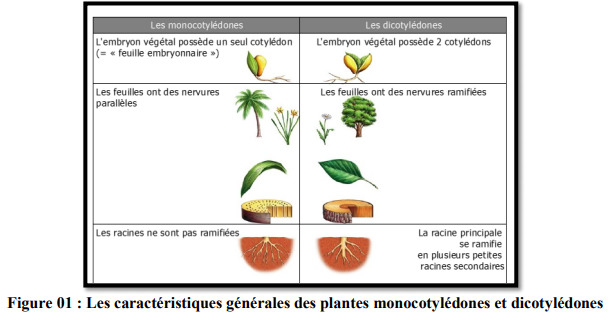 Les monocotylédones
Les dicotylédones
L'embryon végétal possède un seul cotylédon
(= « feuille embryonnaire »)
L'embryon végétal possède 2 cotylédons
Les feuilles ont des nervures
parallèles
Les feuilles ont des nervures ramifiées
Les racines ne sont pas ramifiées
La racine principale
se ramifie
en plusieurs petites
racines secondaires
Figure 01 : Les caractéristiques générales des plantes monocotylédones et dicotylédones